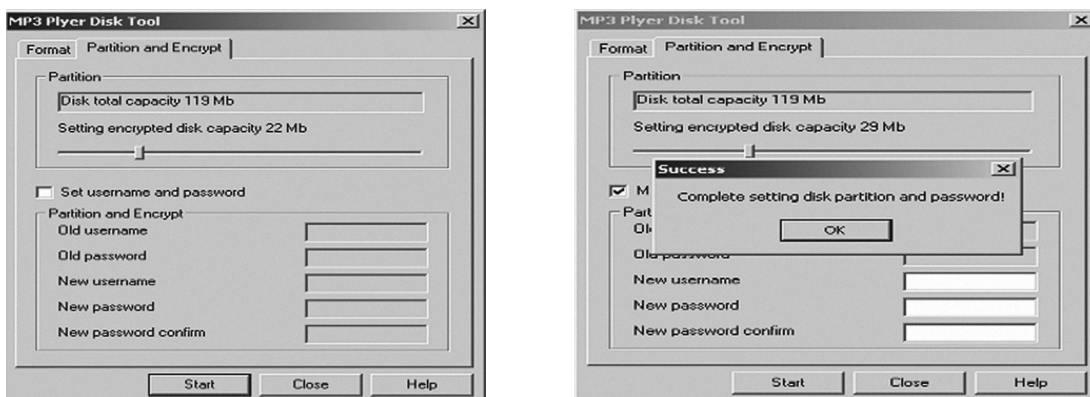 MP3 Plyer Disk Tool
Format Partition and Encrypt
Partition
Disk total capacity 119 Mb
Setting encrypted disk capacity 22 Mb
Set username and password
Partition and Encrypt
Old username
Old password
New username
New password
New password confirm
Start Close Help
MP3 Plyer Disk Tool
Format Partition and Encrypt
Partition
Disk total capacity 119 Mb
Setting encrypted disk capacity 29 Mb
Success
M
Complete setting disk partition and password!
Part
OK
Old password
New username
New password
New password confirm
Start Close Help